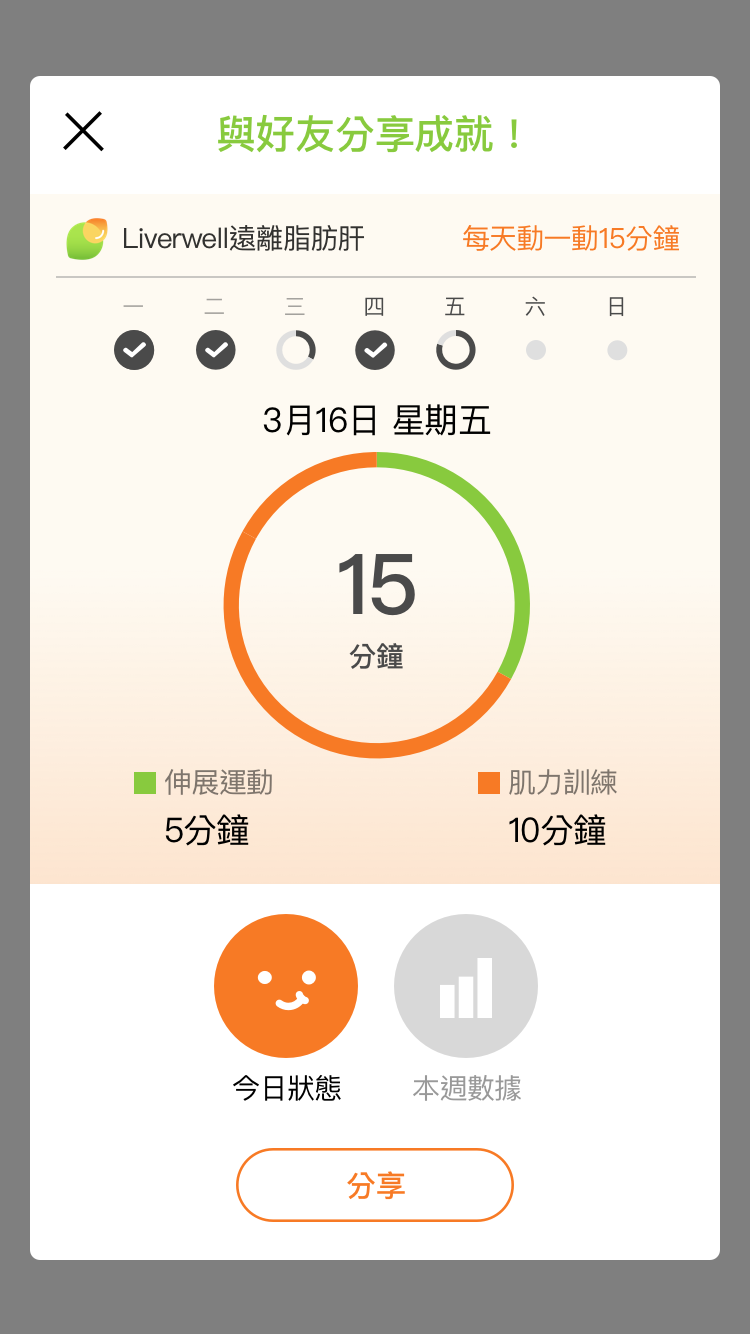 與好友分享成就！
Liverwell遠離脂肪肝 每天動一動15分鐘
一 二 三 四 五 六 日
3月16日 星期五
15
分鐘
伸展運動 肌力訓練
5分鐘 10分鐘
今日狀態 本週數據
分享